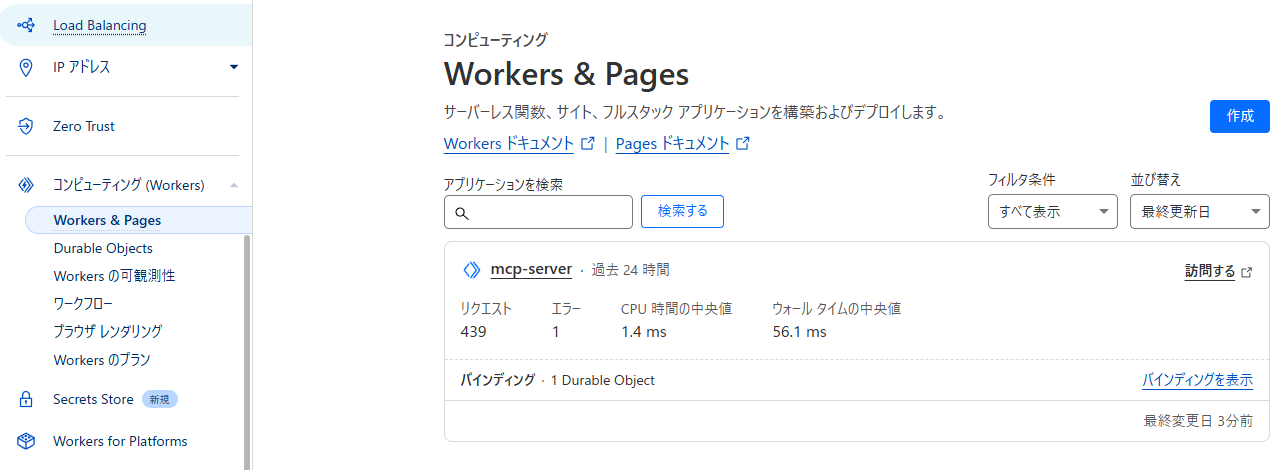 Load Balancing
IP アドレス
Zero Trust
コンピューティング (Workers)
Workers & Pages
Durable Objects
Workers の可観測性
ワークフロー
ブラウザ レンダリング
Workers のプラン
Secrets Store 新規
Workers for Platforms
コンピューティング
Workers & Pages
サーバーレス関数、サイト、フルスタック アプリケーションを構築およびデプロイします。
作成
Workers ドキュメント | Pages ドキュメント
アプリケーションを検索
検索する
フィルタ条件 並び替え
すべて表示 最終更新日
mcp-server · 過去 24 時間
訪問する
リクエスト エラー CPU 時間の中央値 ウォール タイムの中央値
439 1 1.4 ms 56.1 ms
バインディング · 1 Durable Object
バインディングを表示
最終変更日 3分前